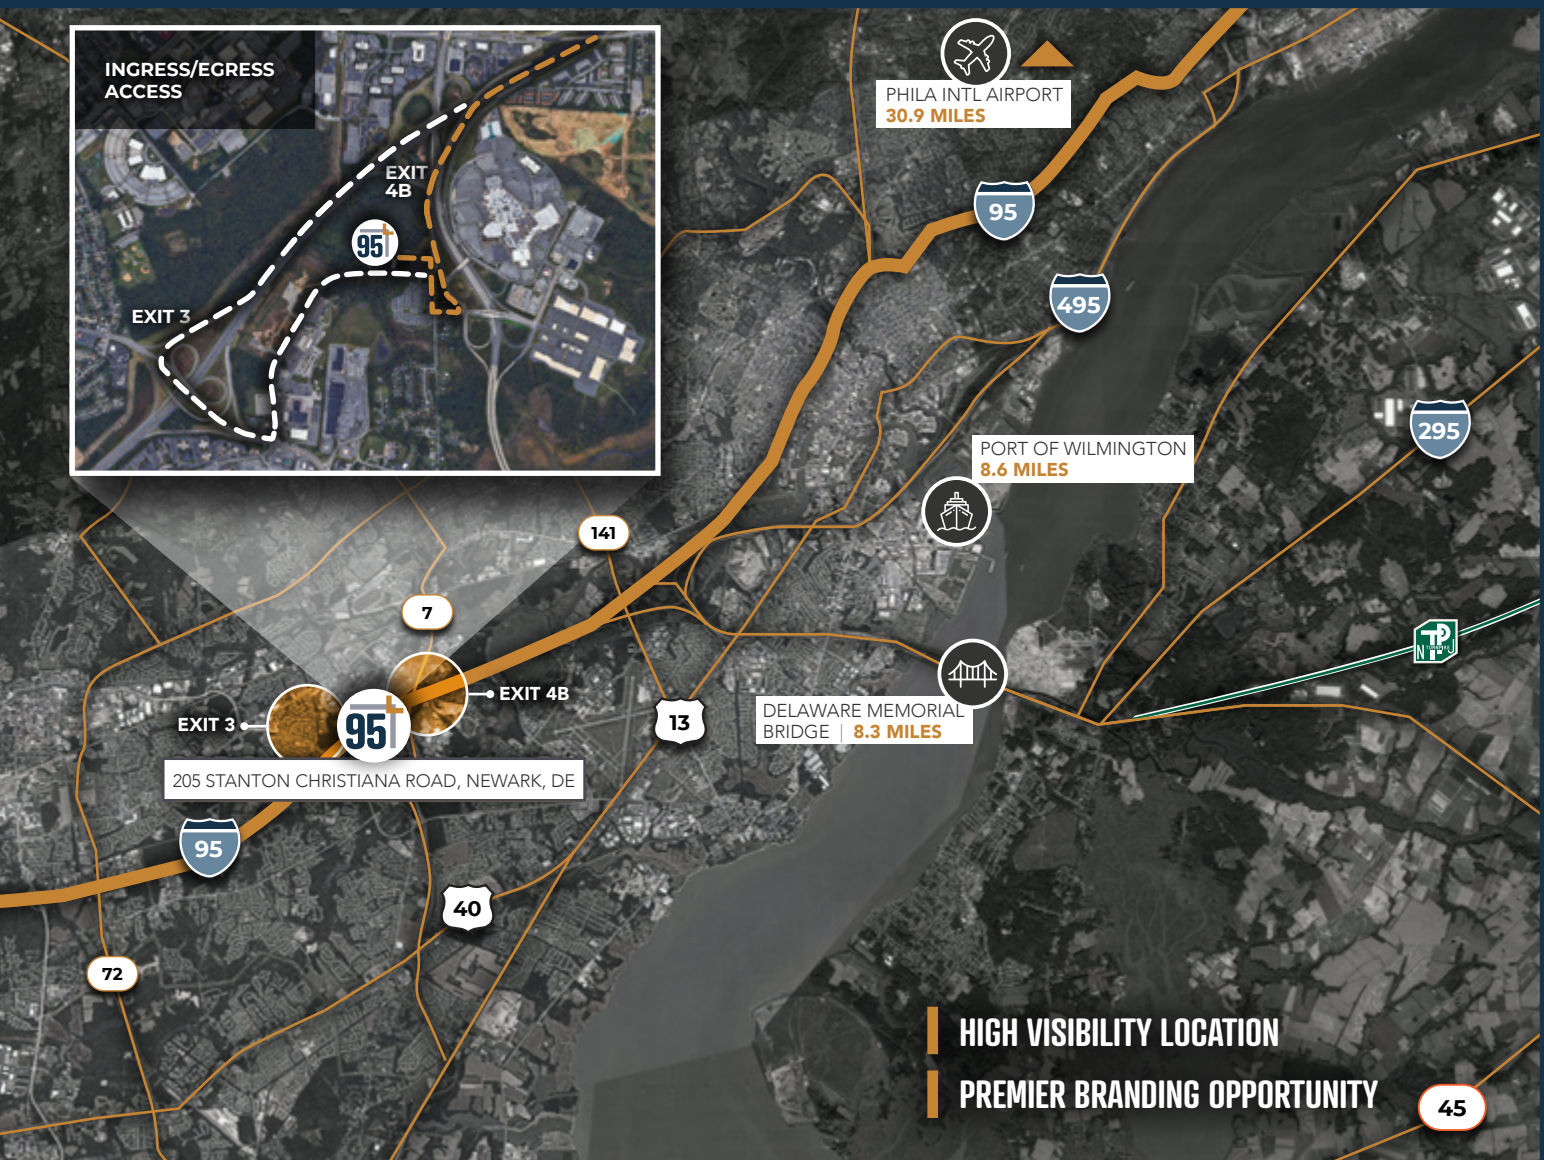 INGRESS/EGRESS
ACCESS
EXIT
4B
95
EXIT 3
PHILA INTL AIRPORT
30.9 MILES
95
495
295
PORT OF WILMINGTON
8.6 MILES
141
7
EXIT 4B
EXIT 3
95
13
DELAWARE MEMORIAL
BRIDGE | 8.3 MILES
N TP J
TURNPIKE
205 STANTON CHRISTIANA ROAD, NEWARK, DE
95
40
72
HIGH VISIBILITY LOCATION
PREMIER BRANDING OPPORTUNITY
45